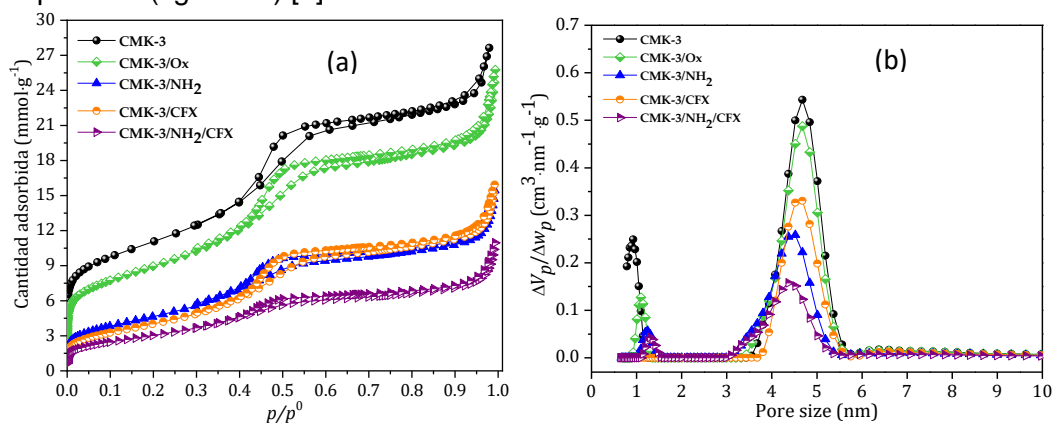 (a)
CMK-3
CMK-3/Ox
CMK-3/NH₂
CMK-3/CFX
CMK-3/NH₂/CFX
Cantidad adsorbida (mmol·g⁻¹)
30
27
24
21
18
15
12
9
6
3
0
0.0 0.1 0.2 0.3 0.4 0.5 0.6 0.7 0.8 0.9 1.0
p/p⁰
(b)
CMK-3
CMK-3/Ox
CMK-3/NH₂
CMK-3/CFX
CMK-3/NH₂/CFX
ΔVₚ/Δwₚ (cm³·nm⁻¹·g⁻¹)
0.7
0.6
0.5
0.4
0.3
0.2
0.1
0.0
0 1 2 3 4 5 6 7 8 9 10
Pore size (nm)